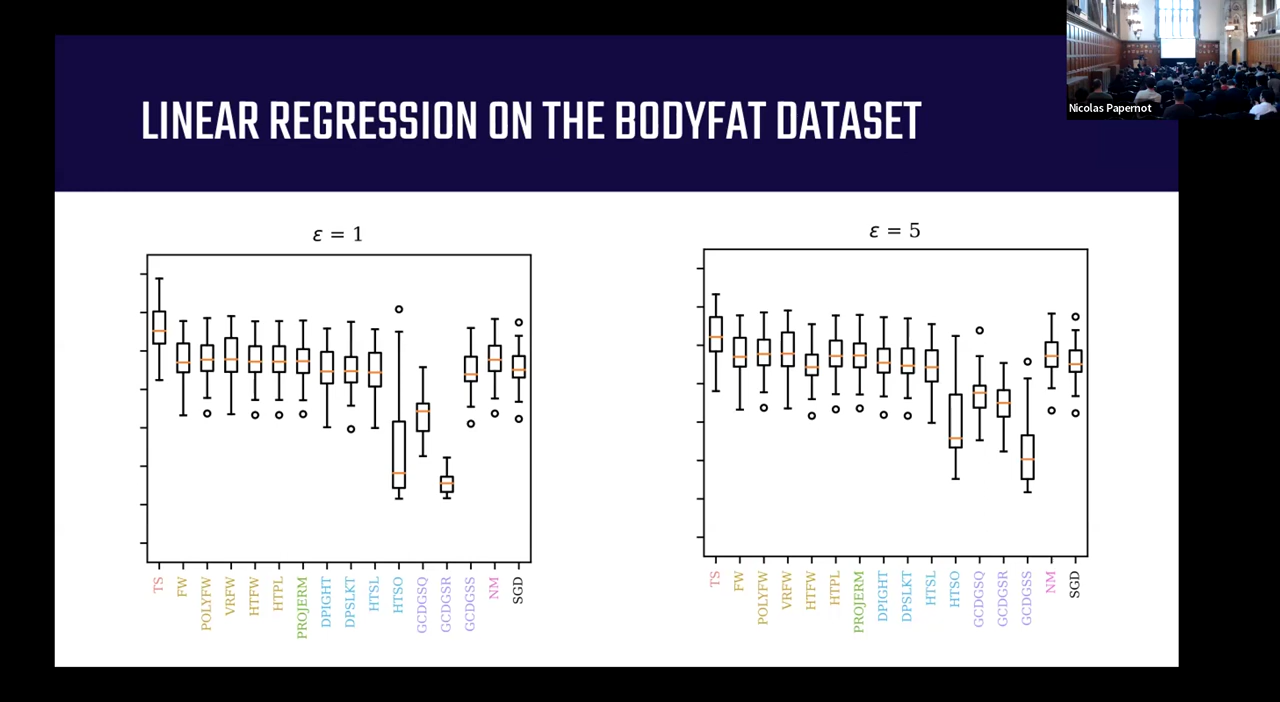 Nicolas Papernot
LINEAR REGRESSION ON THE BODYFAT DATASET
ε = 1
TS
FW
POLYFW
VRFW
HTFW
HTPL
PROJERM
DPIGHT
DPSLKT
HTSL
HTSO
GCDGSQ
GCDGSR
GCDGSS
NM
SGD
ε = 5
TS
FW
POLYFW
VRFW
HTFW
HTPL
PROJERM
DPIGHT
DPSLKT
HTSL
HTSO
GCDGSQ
GCDGSR
GCDGSS
NM
SGD